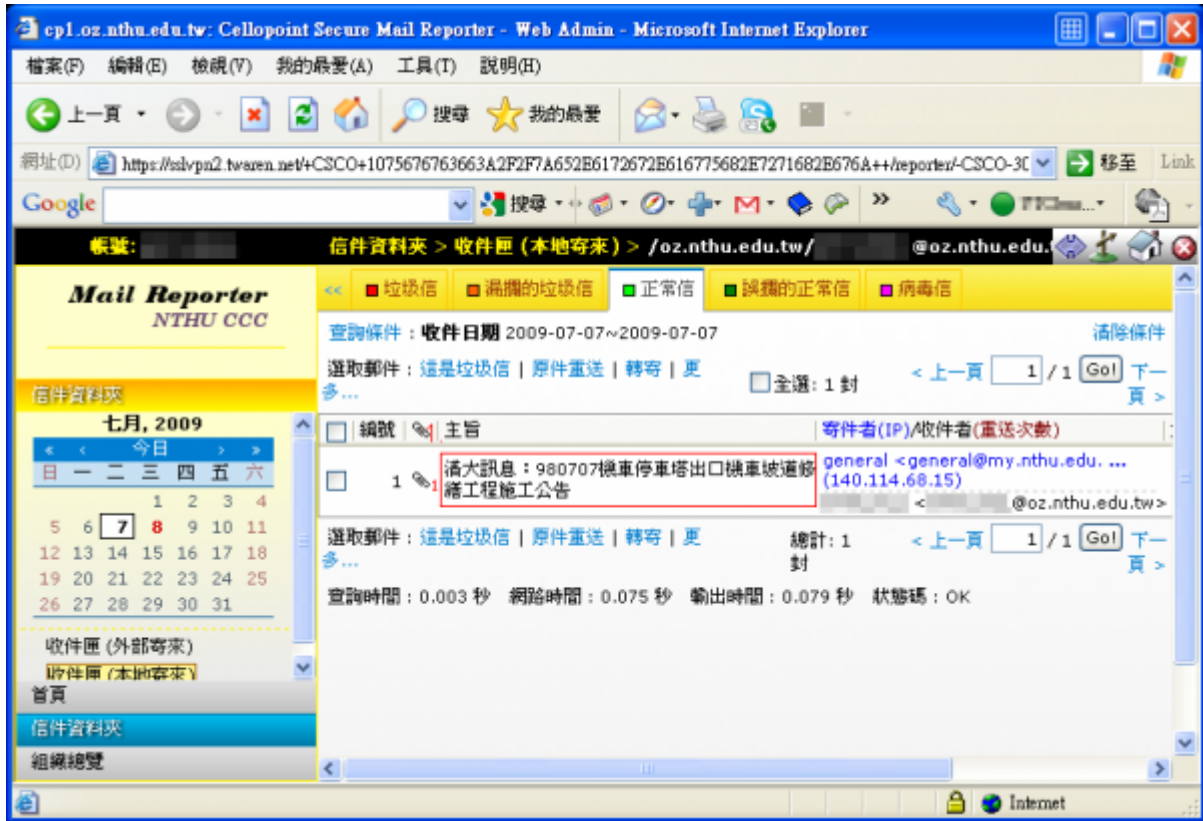 cp1.oz.nthu.edu.tw: Cellopoint Secure Mail Reporter - Web Admin - Microsoft Internet Explorer
檔案(F) 編輯(E) 檢視(V) 我的最愛(A) 工具(T) 說明(H)
上一頁 搜尋 我的最愛
網址(D) https://sslvpn2.twaren.net/+CSCO+1075676763663A2F2F7A652E6172672E616775682E7271682E676A++/reporter/-CSCO-3C 移至 Link
Google 搜尋 »
帳號: 信件資料夾 > 收件匣 (本地寄來) > /oz.nthu.edu.tw/ @oz.nthu.edu.
Mail Reporter
NTHU CCC
<< 垃圾信 漏攔的垃圾信 正常信 誤攔的正常信 病毒信
查詢條件：收件日期 2009-07-07~2009-07-07 清除條件
選取郵件：這是垃圾信 | 原件重送 | 轉寄 | 更多... 全選: 1 封 < 上一頁 1 / 1 Go! 下一頁 >
編號 主旨 寄件者(IP)/收件者(重送次數)
1 1 清大訊息：980707機車停車塔出口機車坡道修
繕工程施工公告
general <general@my.nthu.edu. ...
(140.114.68.15)
< @oz.nthu.edu.tw>
選取郵件：這是垃圾信 | 原件重送 | 轉寄 | 更多... 總計: 1 封 < 上一頁 1 / 1 Go! 下一頁 >
查詢時間：0.003 秒 網路時間：0.075 秒 輸出時間：0.079 秒 狀態碼：OK
信件資料夾
七月, 2009
« ‹ 今日 › »
日 一 二 三 四 五 六
1 2 3 4
5 6 7 8 9 10 11
12 13 14 15 16 17 18
19 20 21 22 23 24 25
26 27 28 29 30 31
收件匣 (外部寄來)
收件匣 (本地寄來)
首頁
信件資料夾
組織總覽
Internet